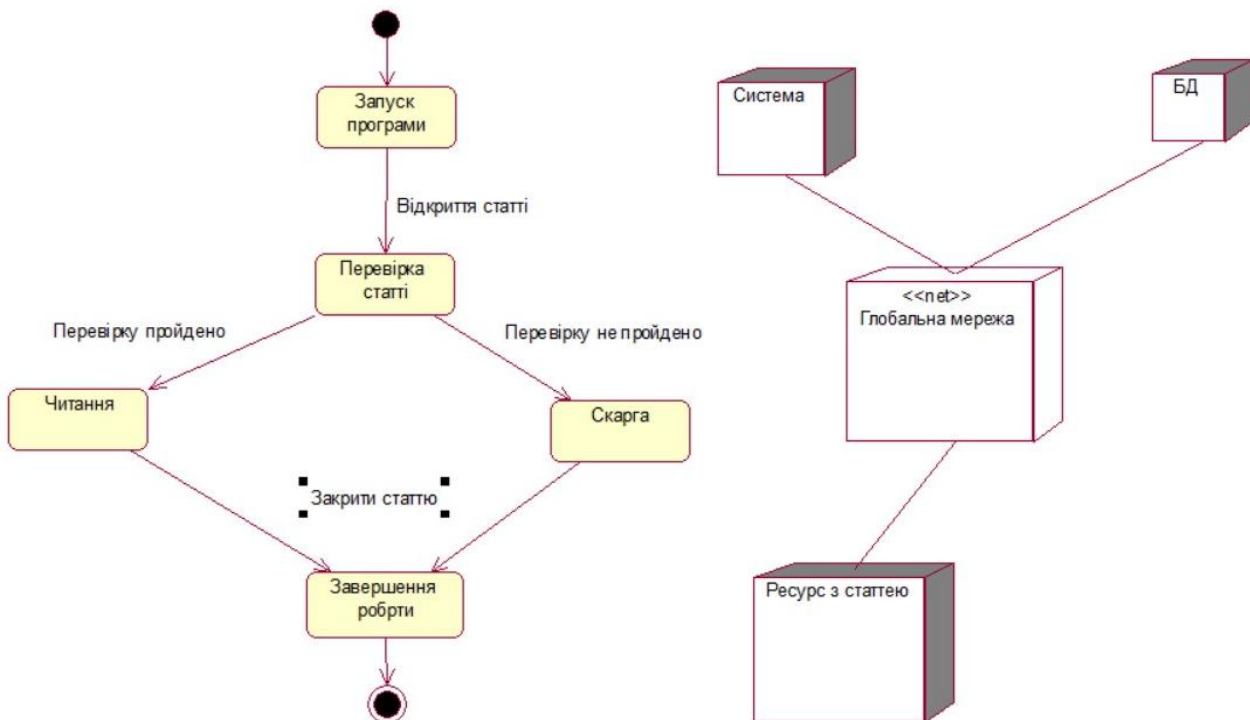 Запуск
програми
Відкриття статті
Перевірка
статті
Перевірку пройдено
Перевірку не пройдено
Читання
Скарга
Закрити статтю
Завершення
робрти
Система
БД
<<net>>
Глобальна мережа
Ресурс з статтею